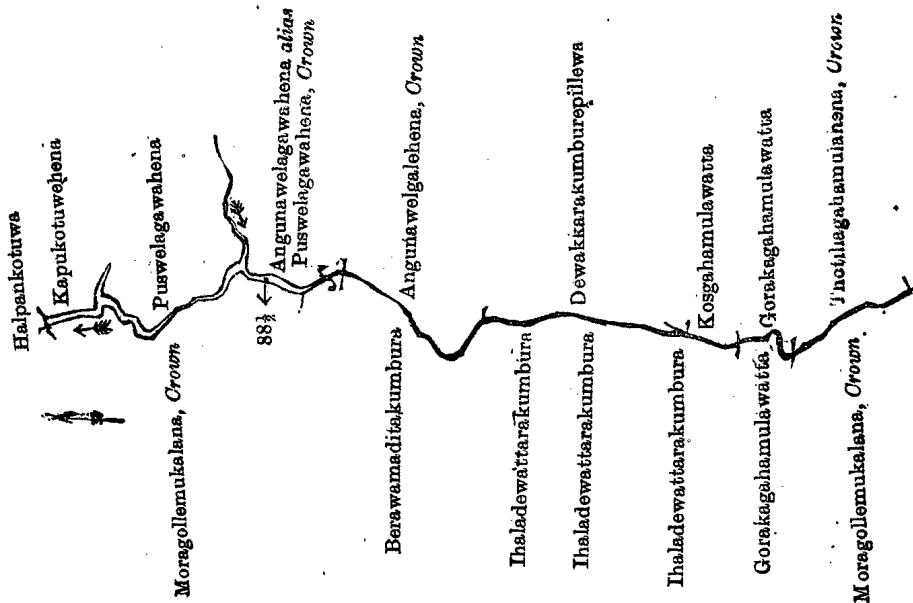 Halpankotuwa
Kapukotuwehena
Puswelagawahena
Moragollemukalana, Crown
Angunawelagawahena alias
Puswelagawahena, Crown
88½
Angunawelgalehena, Crown
Berawamaditakumbura
Ihaladewattarakumbura
Dewakkarakumburepillewa
Ihaladewattarakumbura
Kosgahamulawatta
Ihaladewattarakumbura
Gorakagahamulawatta
Gorakagahamulawatta
Crown
Moragollemukalana, Crown